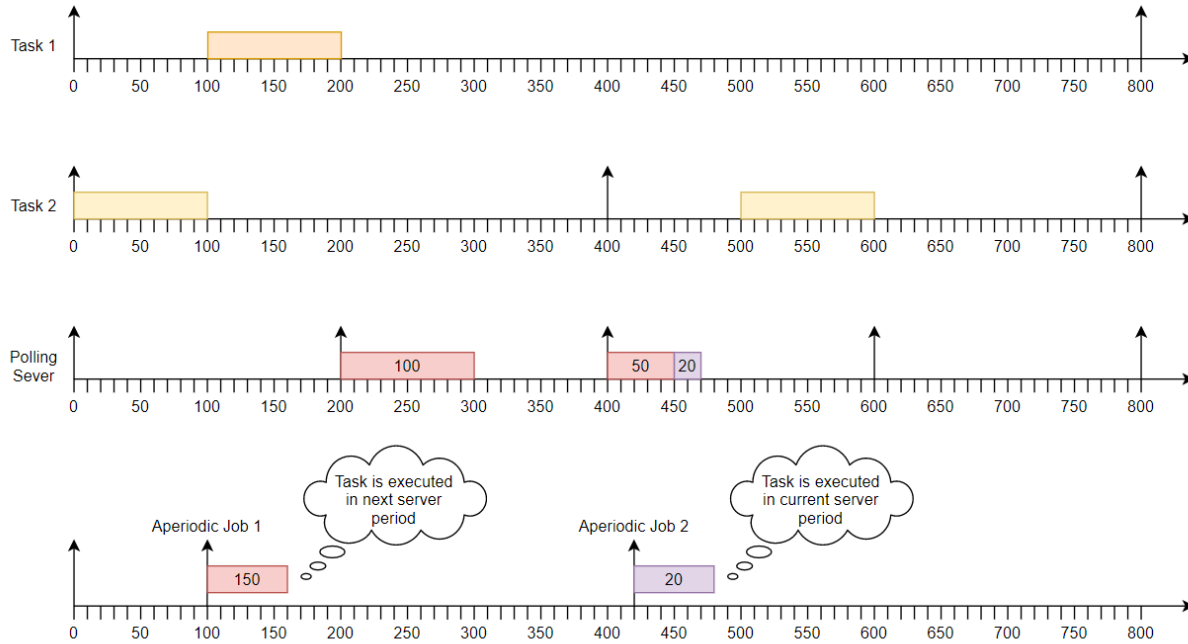 Task 1
0 50 100 150 200 250 300 350 400 450 500 550 600 650 700 750 800
Task 2
0 50 100 150 200 250 300 350 400 450 500 550 600 650 700 750 800
Polling
Sever
100
50
20
0 50 100 150 200 250 300 350 400 450 500 550 600 650 700 750 800
Task is executed
in next server
period
Task is executed
in current server
period
Aperiodic Job 1
Aperiodic Job 2
150
20
0 50 100 150 200 250 300 350 400 450 500 550 600 650 700 750 800